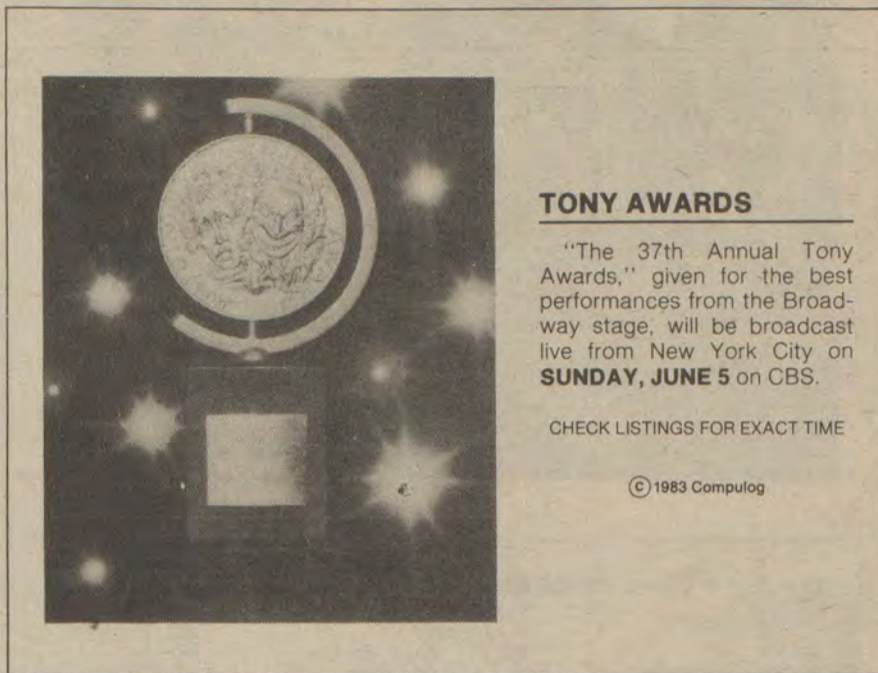 TONY AWARDS
"The 37th Annual Tony
Awards," given for the best
performances from the Broad-
way stage, will be broadcast
live from New York City on
SUNDAY, JUNE 5 on CBS.
CHECK LISTINGS FOR EXACT TIME
© 1983 Compulog